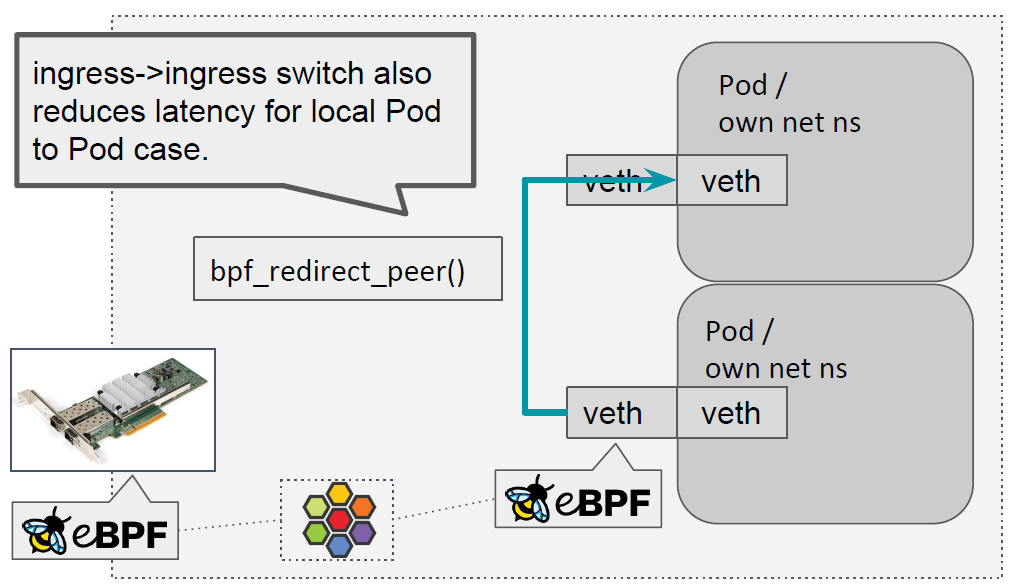 ingress->ingress switch also
reduces latency for local Pod
to Pod case.
Pod /
own net ns
veth
veth
bpf_redirect_peer()
Pod /
own net ns
veth
veth
eBPF
eBPF